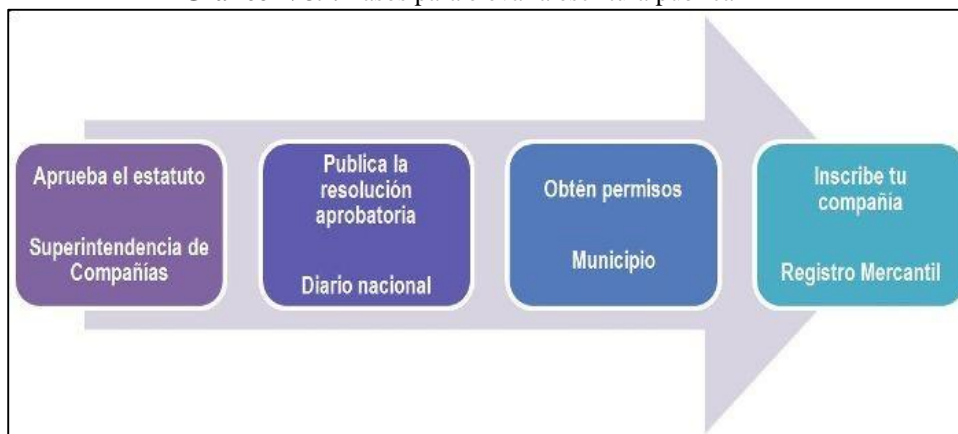 Aprueba el estatuto
Superintendencia de
Compañías
Publica la
resolución
aprobatoria
Diario nacional
Obtén permisos
Municipio
Inscribe tu
compañía
Registro Mercantil